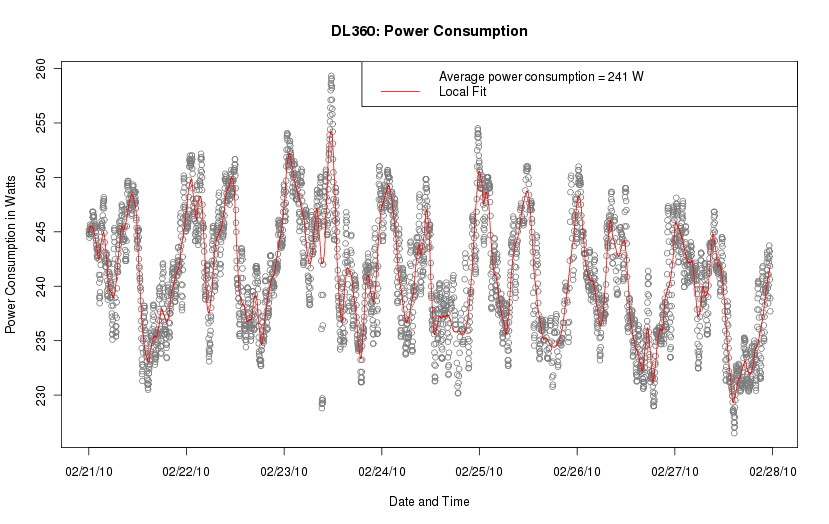 DL360: Power Consumption
Average power consumption = 241 W
Local Fit
260
255
250
245
240
235
230
Power Consumption in Watts
02/21/10 02/22/10 02/23/10 02/24/10 02/25/10 02/26/10 02/27/10 02/28/10
Date and Time